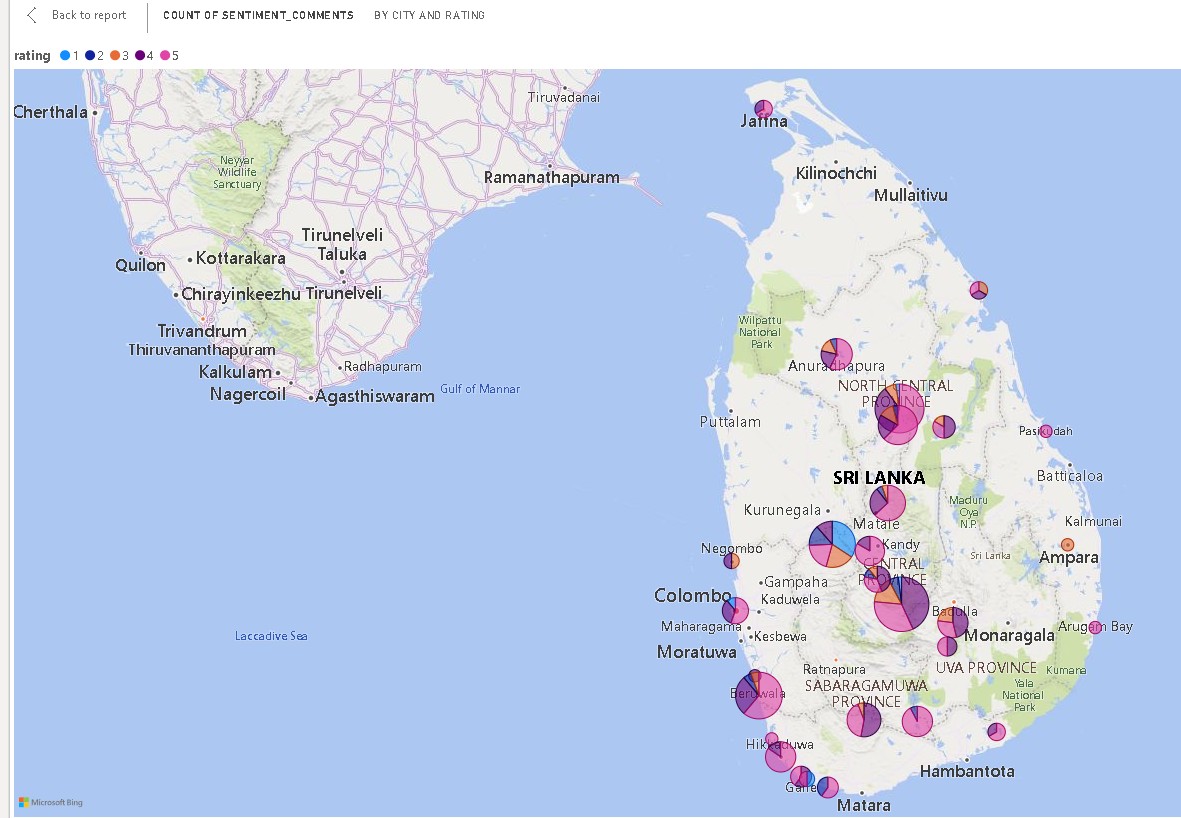 Back to report
COUNT OF SENTIMENT_COMMENTS
BY CITY AND RATING
rating 1 2 3 4 5
Tiruvadanai
Cherthala
Jaffna
Neyyar
Wildlife
Sanctuary
Ramanathapuram
Kilinochchi
Mullaitivu
Tirunelveli
Taluka
Kottarakara
Quilon
Chirayinkeezhu
Tirunelveli
Trivandrum
Thiruvananthapuram
Wilpattu
National
Park
Kalkulam
Radhapuram
Anuradhapura
Nagercoil
Agasthiswaram
Gulf of Mannar
NORTH CENTRAL
PROVINCE
Puttalam
Pasikudah
SRI LANKA
Batticaloa
Maduru
Oya
N.P.
Kurunegala
Matale
Kalmunai
Negombo
Kandy
Sri Lanka
Ampara
CENTRAL
PROVINCE
Gampaha
Colombo
Kaduwela
Badulla
Maharagama
Arugam Bay
Laccadive Sea
Kesbewa
Monaragala
Moratuwa
Ratnapura
UVA PROVINCE
Kumana
SABARAGAMUWA
PROVINCE
Yala
National
Park
Beruwala
Hikkaduwa
Hambantota
Galle
Matara
Microsoft Bing